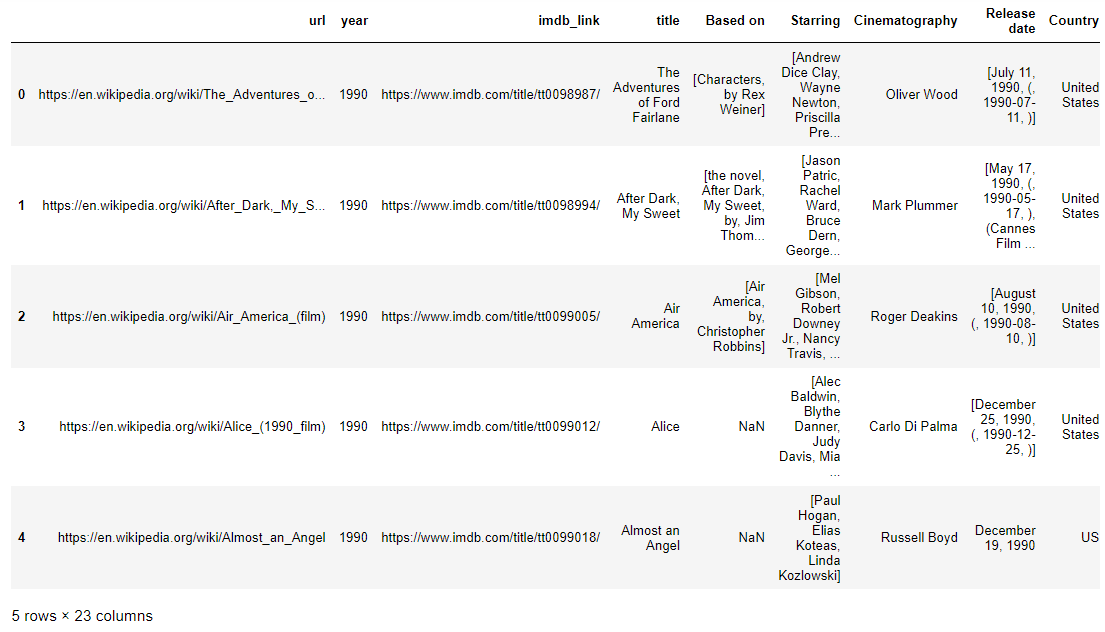 url year imdb_link title Based on Starring Cinematography Release date Country
0 https://en.wikipedia.org/wiki/The_Adventures_o... 1990 https://www.imdb.com/title/tt0098987/ The Adventures of Ford Fairlane [Characters, by Rex Weiner] [Andrew Dice Clay, Wayne Newton, Priscilla Pre... Oliver Wood [July 11, 1990, (, 1990-07-11, )] United States
1 https://en.wikipedia.org/wiki/After_Dark,_My_S... 1990 https://www.imdb.com/title/tt0098994/ After Dark, My Sweet [the novel, After Dark, My Sweet, by, Jim Thom... [Jason Patric, Rachel Ward, Bruce Dern, George... Mark Plummer [May 17, 1990, (, 1990-05-17, ), (Cannes Film ... United States
2 https://en.wikipedia.org/wiki/Air_America_(film) 1990 https://www.imdb.com/title/tt0099005/ Air America [Air America, by, Christopher Robbins] [Mel Gibson, Robert Downey Jr., Nancy Travis, ... Roger Deakins [August 10, 1990, (, 1990-08-10, )] United States
3 https://en.wikipedia.org/wiki/Alice_(1990_film) 1990 https://www.imdb.com/title/tt0099012/ Alice NaN [Alec Baldwin, Blythe Danner, Judy Davis, Mia ... Carlo Di Palma [December 25, 1990, (, 1990-12-25, )] United States
4 https://en.wikipedia.org/wiki/Almost_an_Angel 1990 https://www.imdb.com/title/tt0099018/ Almost an Angel NaN [Paul Hogan, Elias Koteas, Linda Kozlowski] Russell Boyd December 19, 1990 US
5 rows × 23 columns